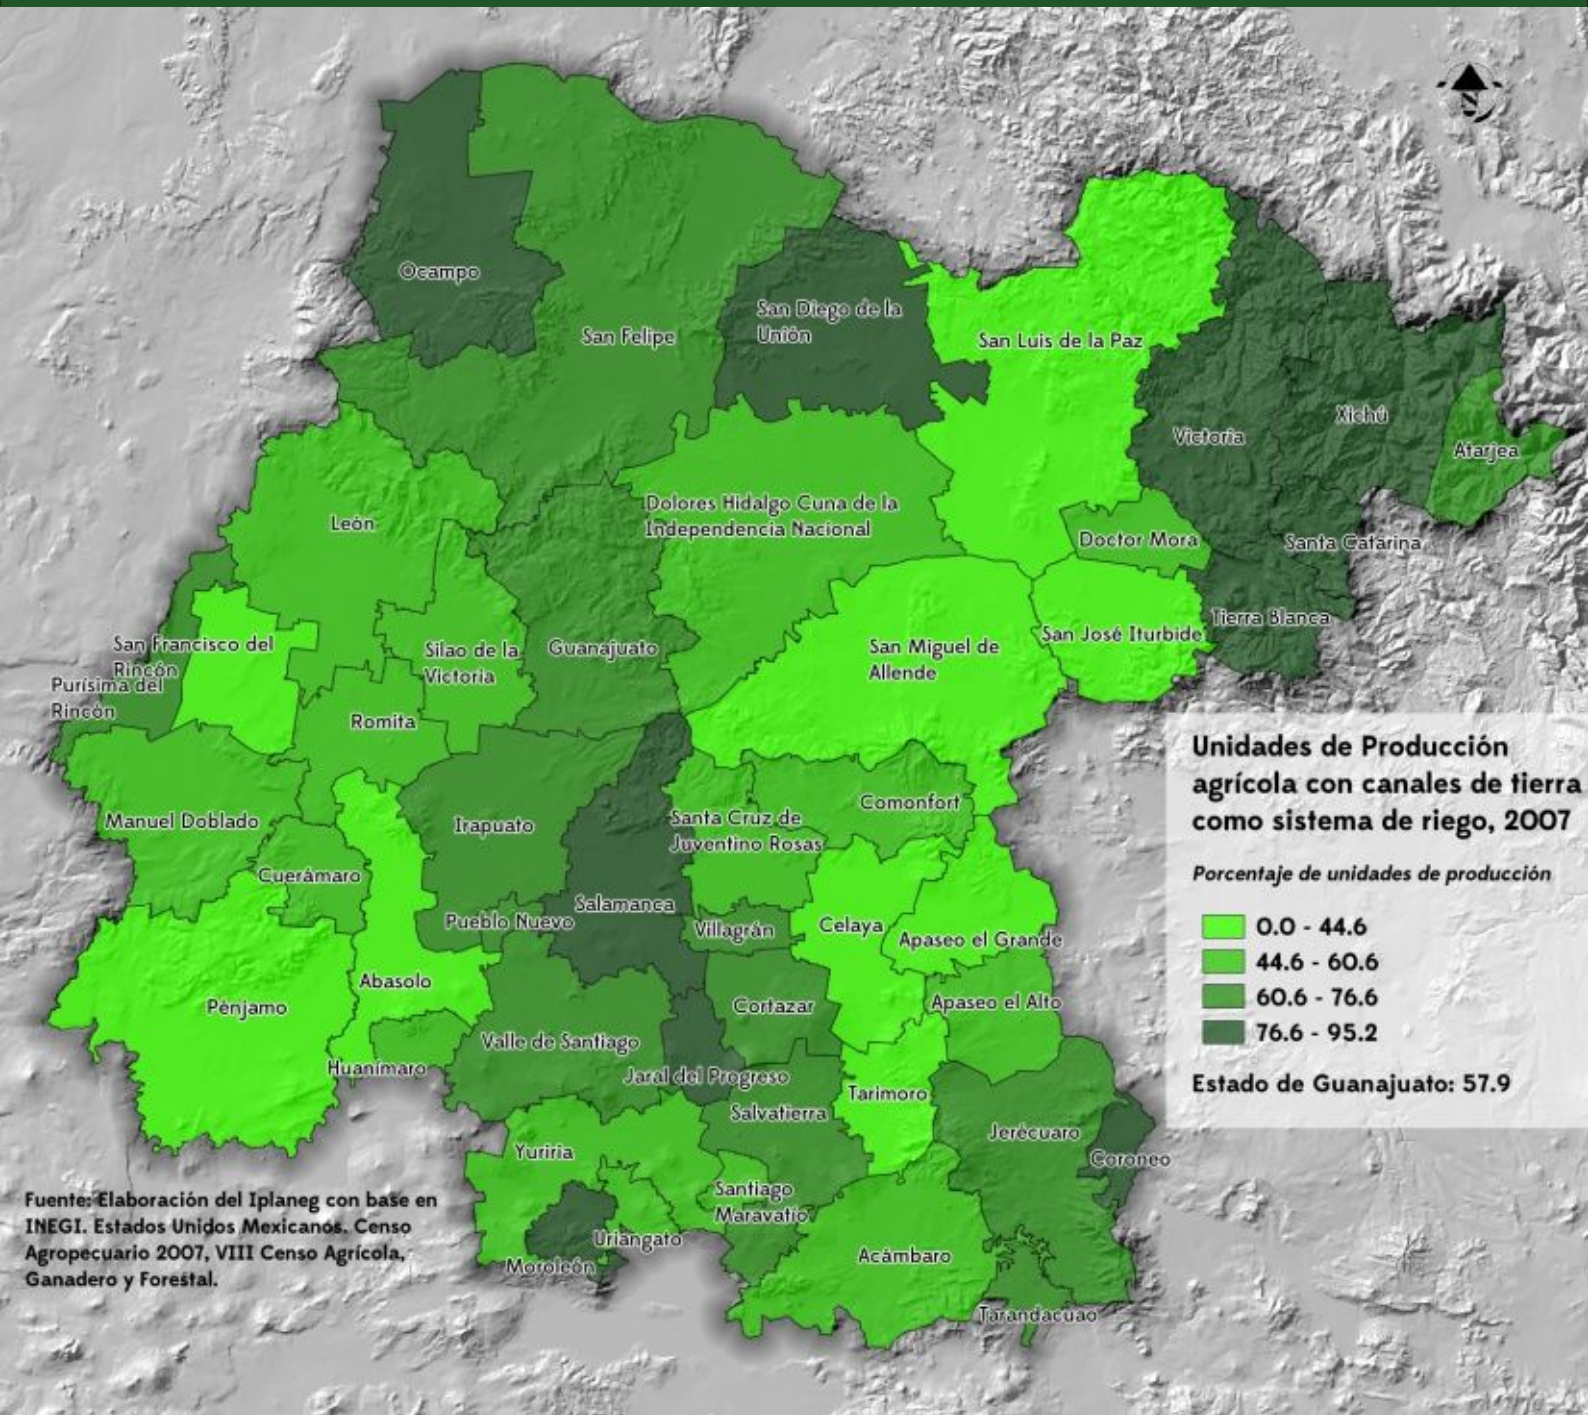 Ocampo
San Felipe
San Diego de la
Unión
San Luis de la Paz
Victoria
Xichú
Atarjea
León
Dolores Hidalgo Cuna de la
Independencia Nacional
Doctor Mora
Santa Catarina
Tierra Blanca
San Francisco del
Rincón
Purísima del
Rincón
Silao de la
Victoria
Guanajuato
San Miguel de
Allende
San José Iturbide
Romita
Manuel Doblado
Irapuato
Santa Cruz de
Juventino Rosas
Comonfort
Cuerámaro
Pueblo Nuevo
Salamanca
Villagrán
Celaya
Apaseo el Grande
Abasolo
Pénjamo
Cortazar
Apaseo el Alto
Valle de Santiago
Huanímaro
Jaral del Progreso
Tarimoro
Salvatierra
Jerécuaro
Coroneo
Yuriria
Santiago
Maravatío
Uriangato
Moroleón
Acámbaro
Tarandacuao
Unidades de Producción
agrícola con canales de tierra
como sistema de riego, 2007
Porcentaje de unidades de producción
0.0 - 44.6
44.6 - 60.6
60.6 - 76.6
76.6 - 95.2
Estado de Guanajuato: 57.9
Fuente: Elaboración del Iplaneg con base en
INEGI. Estados Unidos Mexicanos. Censo
Agropecuario 2007, VIII Censo Agrícola,
Ganadero y Forestal.